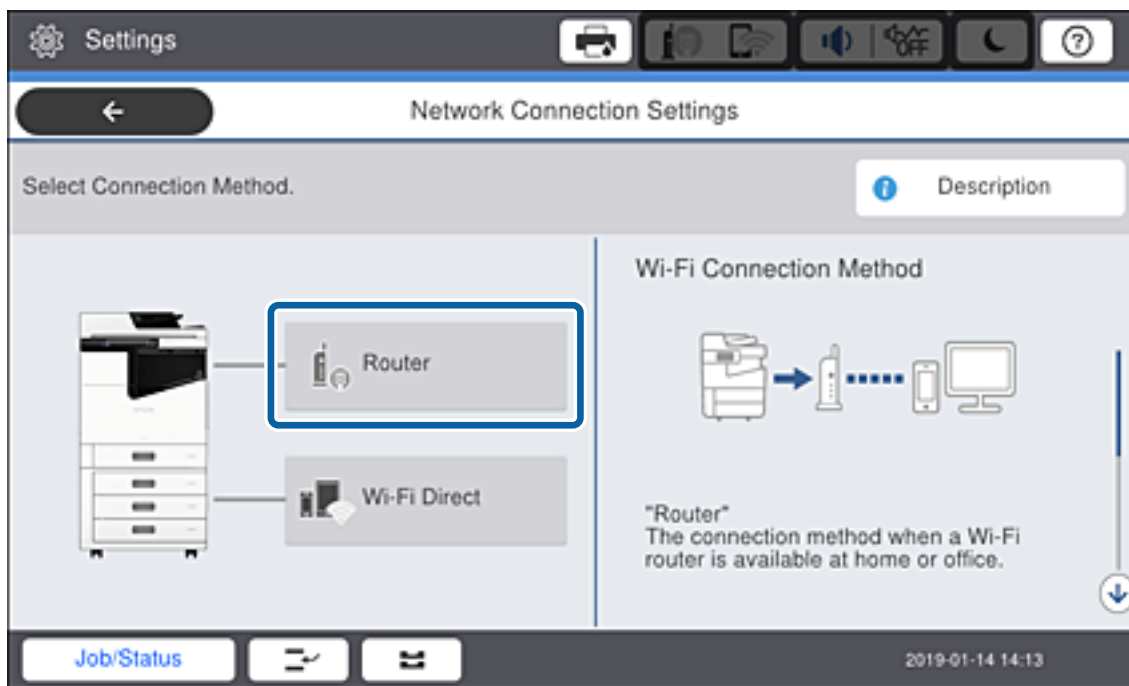 Settings
OFF
Network Connection Settings
Select Connection Method.
Description
Wi-Fi Connection Method
Router
Wi-Fi Direct
"Router"
The connection method when a Wi-Fi
router is available at home or office.
Job/Status
2019-01-14 14:13